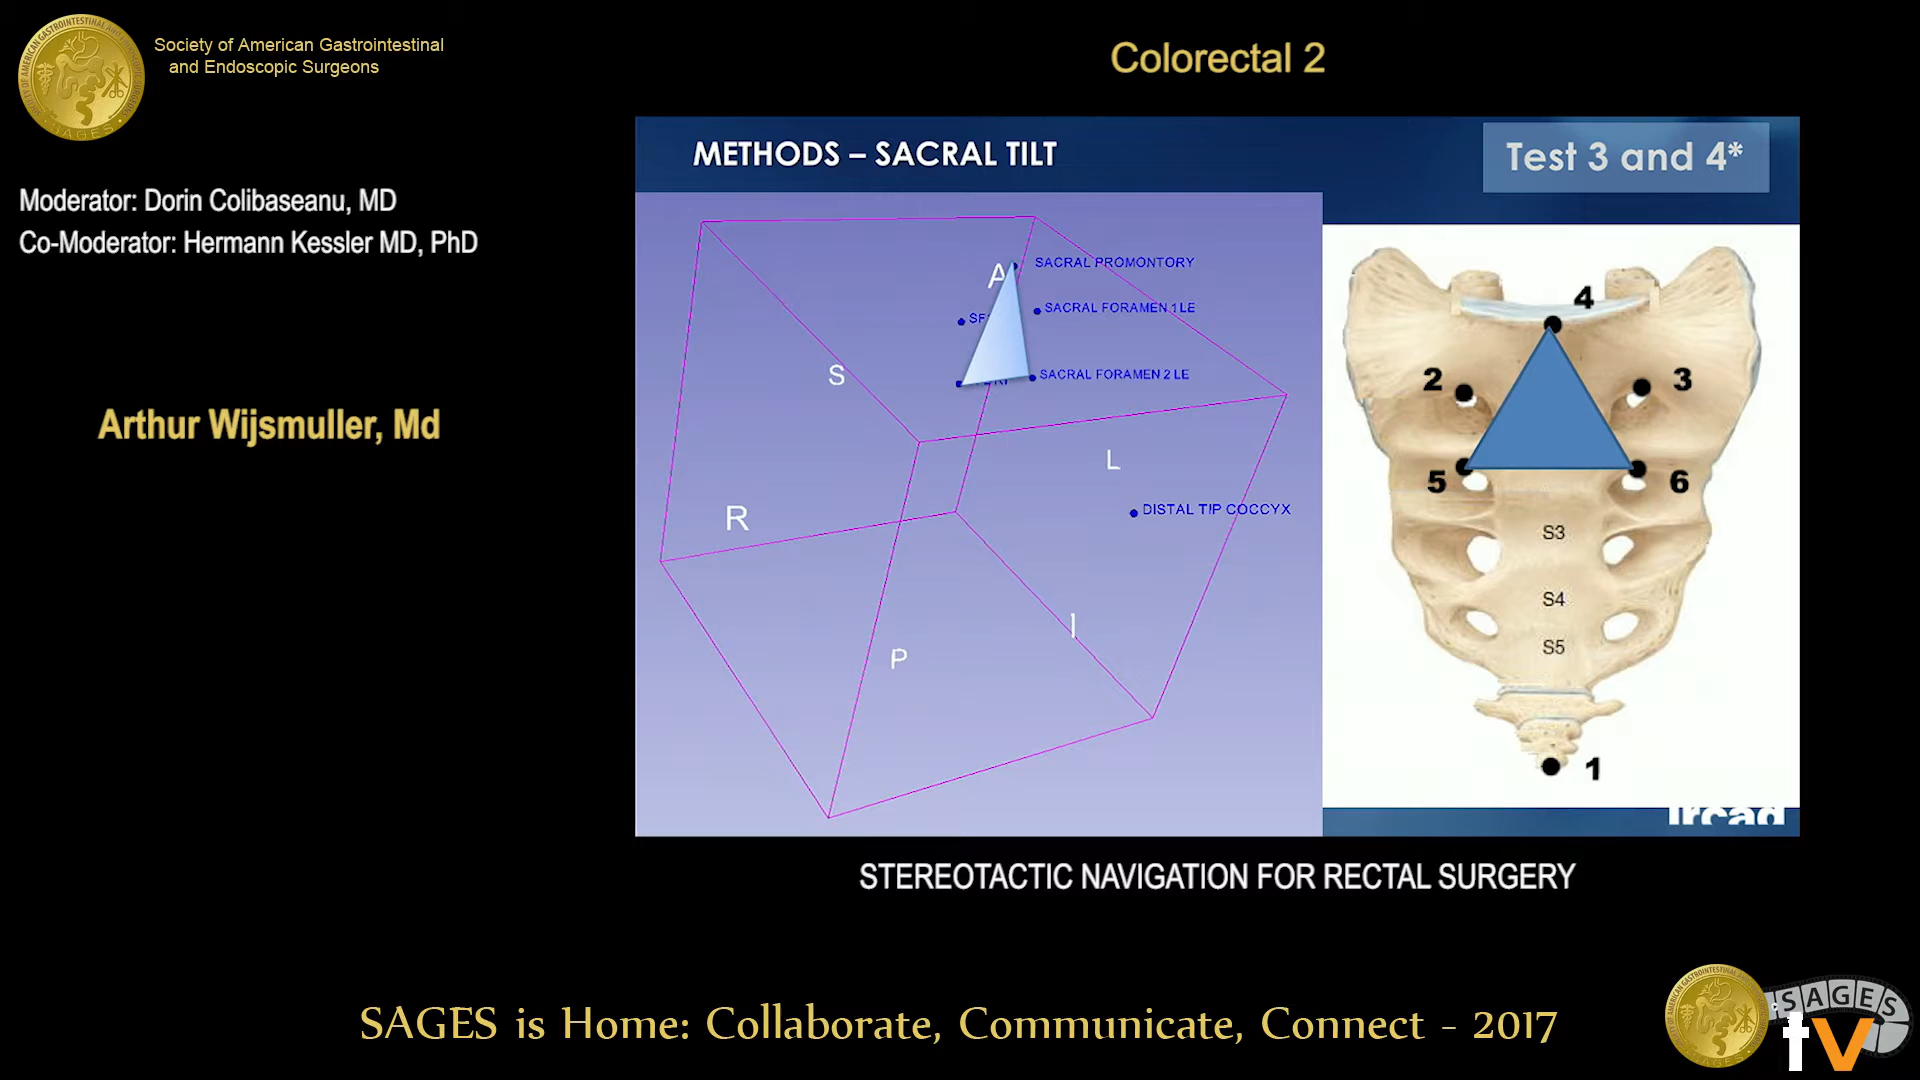 Society of American Gastrointestinal
and Endoscopic Surgeons
Colorectal 2
Moderator: Dorin Colibaseanu, MD
Co-Moderator: Hermann Kessler MD, PhD
Arthur Wijsmuller, Md
METHODS – SACRAL TILT
Test 3 and 4*
A
SACRAL PROMONTORY
SACRAL FORAMEN 1 LE
SACRAL FORAMEN 2 LE
S
L
DISTAL TIP COCCYX
R
I
P
4
2
3
5
6
S3
S4
S5
1
Ircad
STEREOTACTIC NAVIGATION FOR RECTAL SURGERY
SAGES is Home: Collaborate, Communicate, Connect - 2017
SAGES
tv